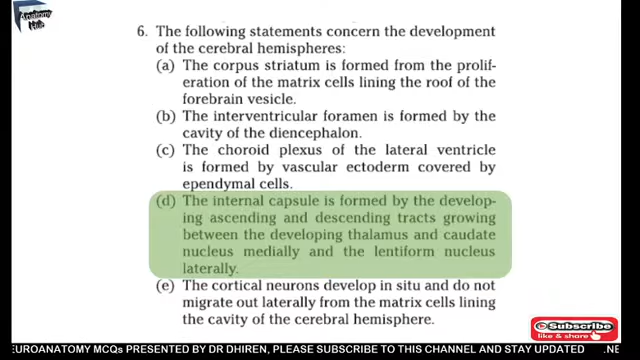 Anatomy
Hub
6. The following statements concern the development
of the cerebral hemispheres:
(a) The corpus striatum is formed from the prolif-
eration of the matrix cells lining the roof of the
forebrain vesicle.
(b) The interventricular foramen is formed by the
cavity of the diencephalon.
(c) The choroid plexus of the lateral ventricle
is formed by vascular ectoderm covered by
ependymal cells.
(d) The internal capsule is formed by the develop-
ing ascending and descending tracts growing
between the developing thalamus and caudate
nucleus medially and the lentiform nucleus
laterally.
(e) The cortical neurons develop in situ and do not
migrate out laterally from the matrix cells lining
the cavity of the cerebral hemisphere.
Subscribe
like & share
EUROANATOMY MCQs PRESENTED BY DR DHIREN, PLEASE SUBSCRIBE TO CHANNEL AND STAY UPDATED .NE